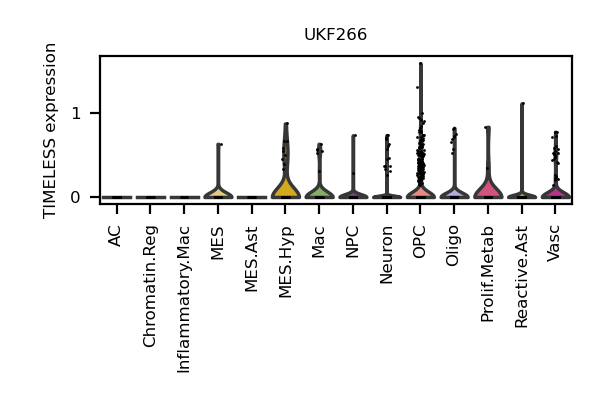 UKF266
TIMELESS expression
1
0
AC
Chromatin.Reg
Inflammatory.Mac
MES
MES.Ast
MES.Hyp
Mac
NPC
Neuron
OPC
Oligo
Prolif.Metab
Reactive.Ast
Vasc